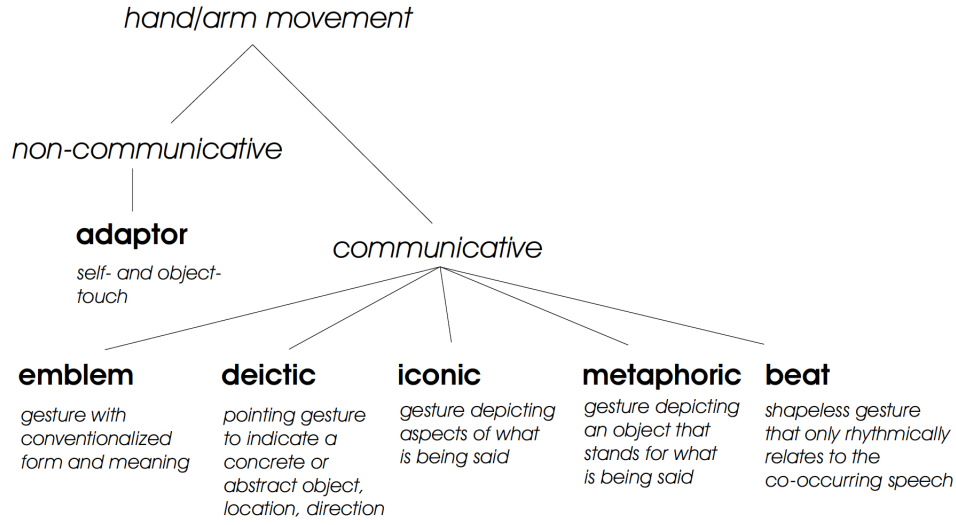 hand/arm movement
non-communicative
adaptor
self- and object-
touch
communicative
emblem
gesture with
conventionalized
form and meaning
deictic
pointing gesture
to indicate a
concrete or
abstract object,
location, direction
iconic
gesture depicting
aspects of what
is being said
metaphoric
gesture depicting
an object that
stands for what
is being said
beat
shapeless gesture
that only rhythmically
relates to the
co-occurring speech